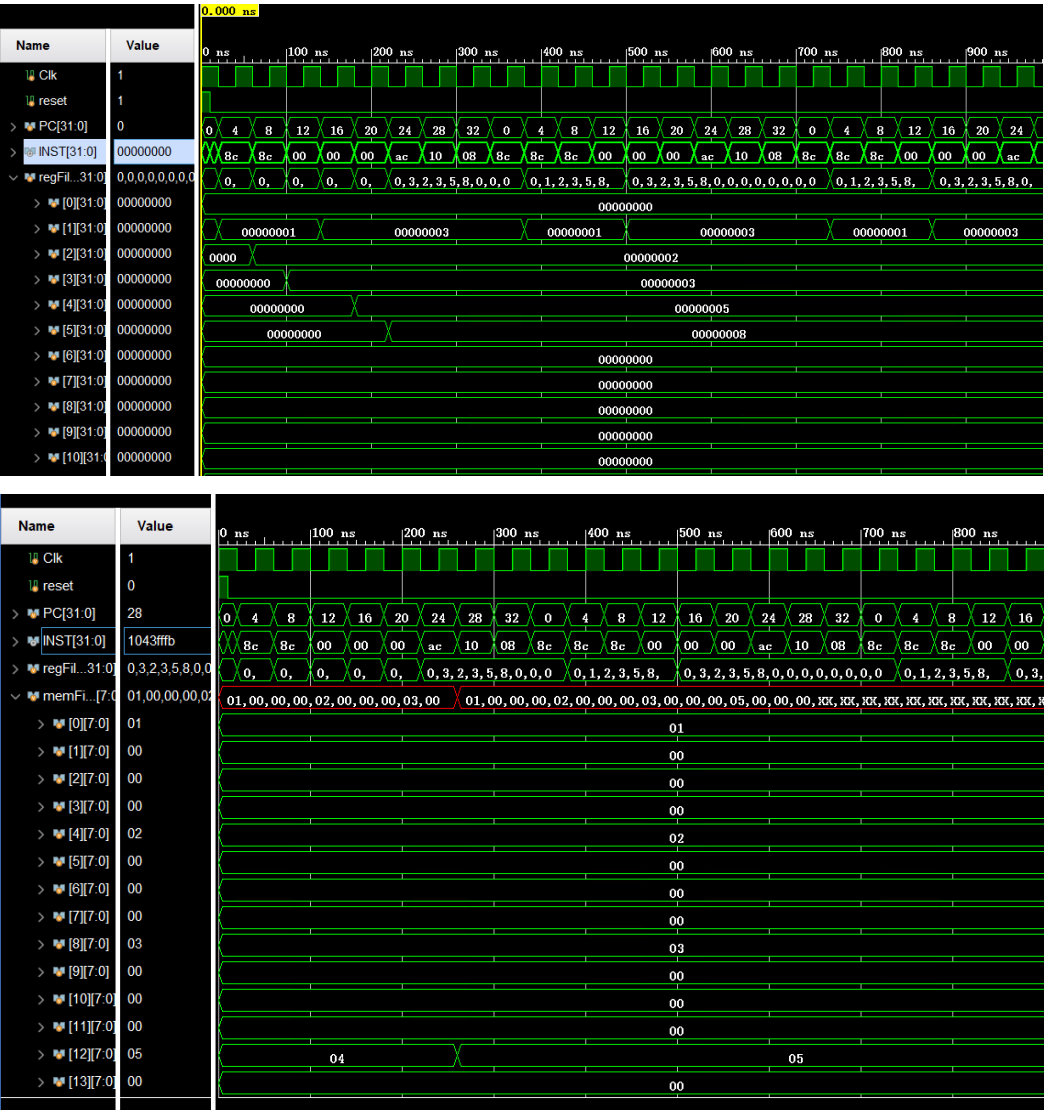 0.000 ns
Name Value 0 ns 100 ns 200 ns 300 ns 400 ns 500 ns 600 ns 700 ns 800 ns 900 ns
Clk 1
reset 1
PC[31:0] 0 0 4 8 12 16 20 24 28 32 0 4 8 12 16 20 24 28 32 0 4 8 12 16 20 24
INST[31:0] 00000000 8c 8c 00 00 00 ac 10 08 8c 8c 8c 00 00 00 ac 10 08 8c 8c 8c 00 00 00 ac
regFil...31:0] 0,0,0,0,0,0,0,0 0, 0, 0, 0, 0, 0,3,2,3,5,8,0,0,0 0,1,2,3,5,8, 0,3,2,3,5,8,0,0,0,0,0,0,0,0 0,1,2,3,5,8, 0,3,2,3,5,8,0,
[0][31:0] 00000000 00000000
[1][31:0] 00000000 00000001 00000003 00000001 00000003 00000001 00000003
[2][31:0] 00000000 0000 00000002
[3][31:0] 00000000 00000000 00000003
[4][31:0] 00000000 00000000 00000005
[5][31:0] 00000000 00000000 00000008
[6][31:0] 00000000 00000000
[7][31:0] 00000000 00000000
[8][31:0] 00000000 00000000
[9][31:0] 00000000 00000000
[10][31:0 00000000 00000000
Name Value 0 ns 100 ns 200 ns 300 ns 400 ns 500 ns 600 ns 700 ns 800 ns
Clk 1
reset 0
PC[31:0] 28 0 4 8 12 16 20 24 28 32 0 4 8 12 16 20 24 28 32 0 4 8 12 16
INST[31:0] 1043fffb 8c 8c 00 00 00 ac 10 08 8c 8c 8c 00 00 00 ac 10 08 8c 8c 8c 00 00
regFil...31:0] 0,3,2,3,5,8,0,0 0, 0, 0, 0, 0, 0,3,2,3,5,8,0,0,0 0,1,2,3,5,8, 0,3,2,3,5,8,0,0,0,0,0,0,0,0 0,1,2,3,5,8, 0,3,
memFi...[7:0 01,00,00,00,02 01,00,00,00,02,00,00,00,03,00 01,00,00,00,02,00,00,00,03,00,00,00,05,00,00,00,XX,XX,XX,XX,XX,XX,XX,XX,XX,XX,XX,X
[0][7:0] 01 01
[1][7:0] 00 00
[2][7:0] 00 00
[3][7:0] 00 00
[4][7:0] 02 02
[5][7:0] 00 00
[6][7:0] 00 00
[7][7:0] 00 00
[8][7:0] 03 03
[9][7:0] 00 00
[10][7:0] 00 00
[11][7:0] 00 00
[12][7:0] 05 04 05
[13][7:0] 00 00